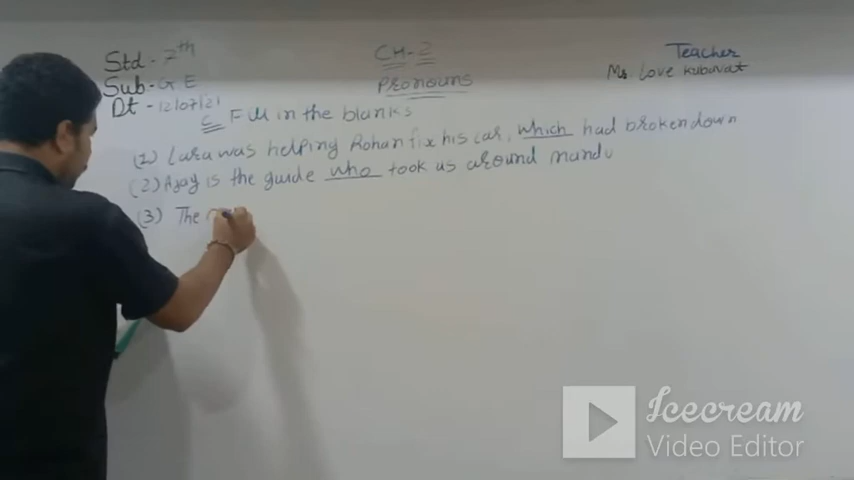 Std - 7th
CH-2
Teacher
Sub - G E
Pronouns
Ms. Love Kubavat
Dt - 12/07/21
C Fill in the blanks
(1) Lara was helping Rohan fix his car, which had broken down
(2) Ajay is the guide who took us around mandu
(3) The
Icecream
Video Editor